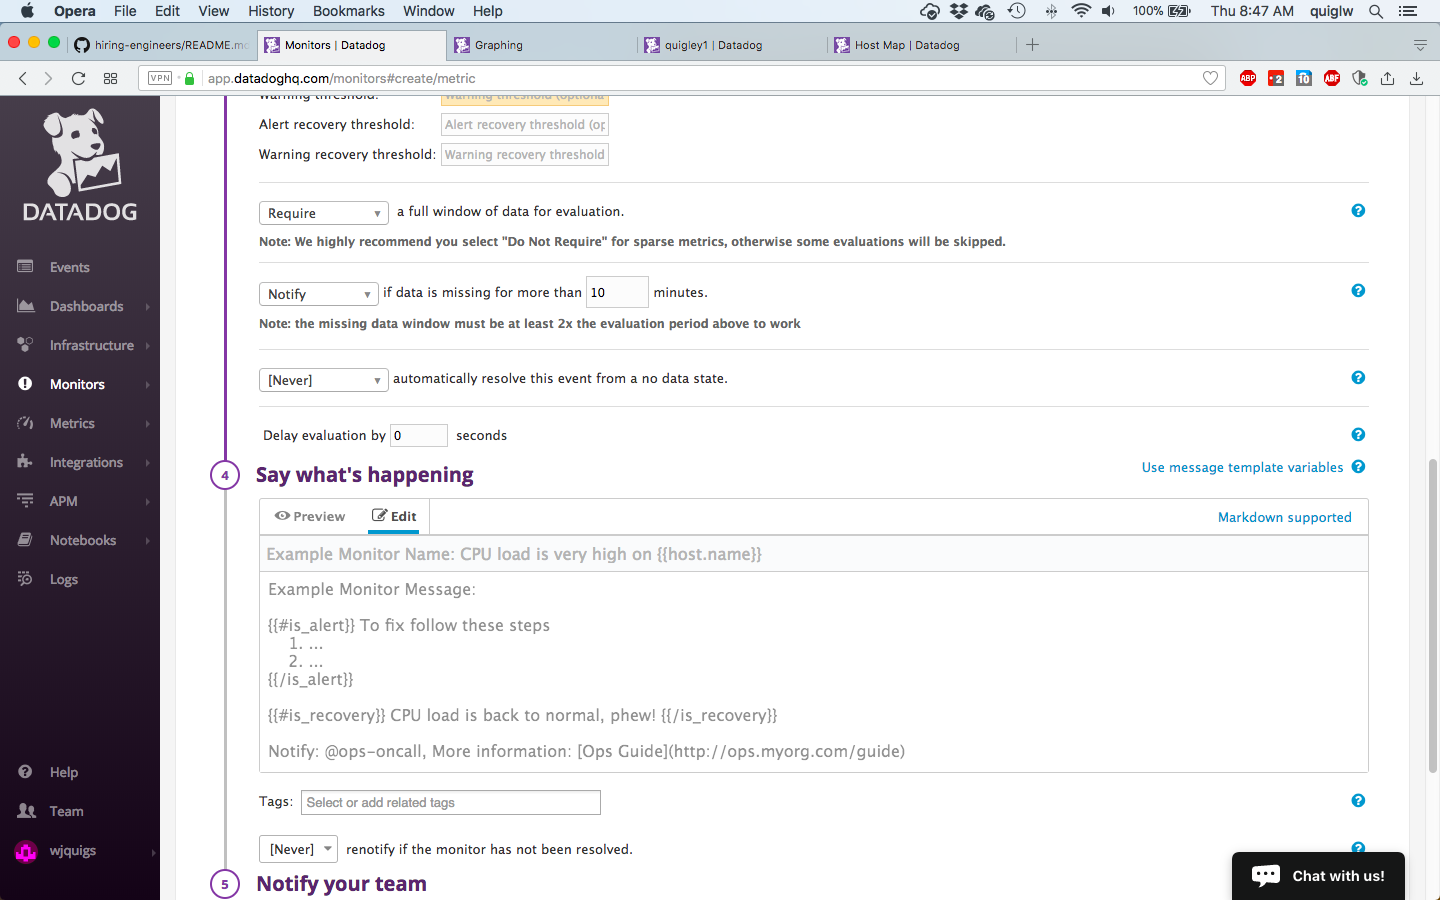 Opera File Edit View History Bookmarks Window Help 100% Thu 8:47 AM quiglw
hiring-engineers/README.m Monitors | Datadog Graphing quigley1 | Datadog Host Map | Datadog
VPN app.datadoghq.com/monitors#create/metric ABP 2 10 ABF
DATADOG
Events
Dashboards
Infrastructure
Monitors
Metrics
Integrations
APM
Notebooks
Logs
Help
Team
wjquigs
Warning threshold: Warning threshold (optional
Alert recovery threshold: Alert recovery threshold (op
Warning recovery threshold: Warning recovery threshold
Require a full window of data for evaluation.
Note: We highly recommend you select "Do Not Require" for sparse metrics, otherwise some evaluations will be skipped.
Notify if data is missing for more than 10 minutes.
Note: the missing data window must be at least 2x the evaluation period above to work
[Never] automatically resolve this event from a no data state.
Delay evaluation by 0 seconds
4 Say what's happening Use message template variables
Preview Edit Markdown supported
Example Monitor Name: CPU load is very high on {{host.name}}
Example Monitor Message:
{{#is_alert}} To fix follow these steps
1. ...
2. ...
{{/is_alert}}
{{#is_recovery}} CPU load is back to normal, phew! {{/is_recovery}}
Notify: @ops-oncall, More information: [Ops Guide](http://ops.myorg.com/guide)
Tags: Select or add related tags
[Never] renotify if the monitor has not been resolved.
5 Notify your team
Chat with us!